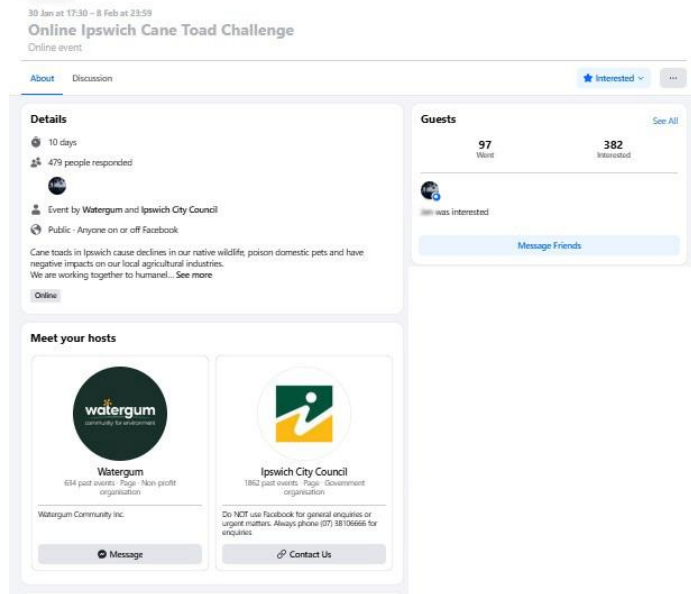 30 Jan at 17:30 – 8 Feb at 23:59
Online Ipswich Cane Toad Challenge
Online event
About
Discussion
Interested
...
Details
10 days
479 people responded
Event by Watergum and Ipswich City Council
Public · Anyone on or off Facebook
Cane toads in Ipswich cause declines in our native wildlife, poison domestic pets and have
negative impacts on our local agricultural industries.
We are working together to humanel... See more
Online
Guests
See All
97
Went
382
Interested
was interested
Message Friends
Meet your hosts
watergum
community for environment
Watergum
634 past events · Page · Non-profit
organisation
Watergum Community Inc.
Message
Ipswich City Council
1862 past events · Page · Government
organisation
Do NOT use Facebook for general enquiries or
urgent matters. Always phone (07) 38106666 for
enquiries
Contact Us